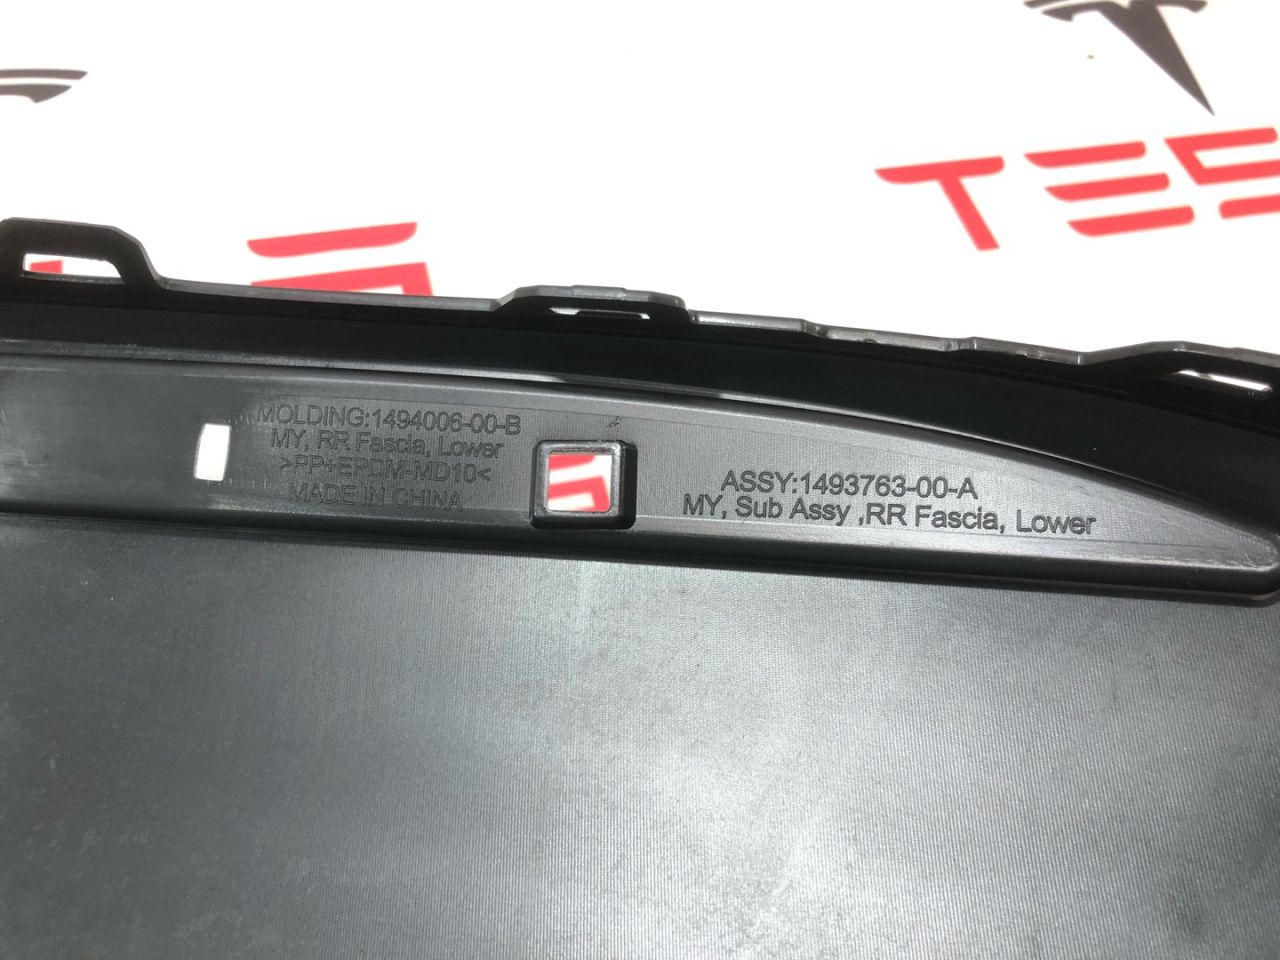 TES
MOLDING:1494006-00-B
MY, RR Fascia, Lower
>PP+EPDM-MD10<
MADE IN CHINA
ASSY:1493763-00-A
MY, Sub Assy ,RR Fascia, Lower